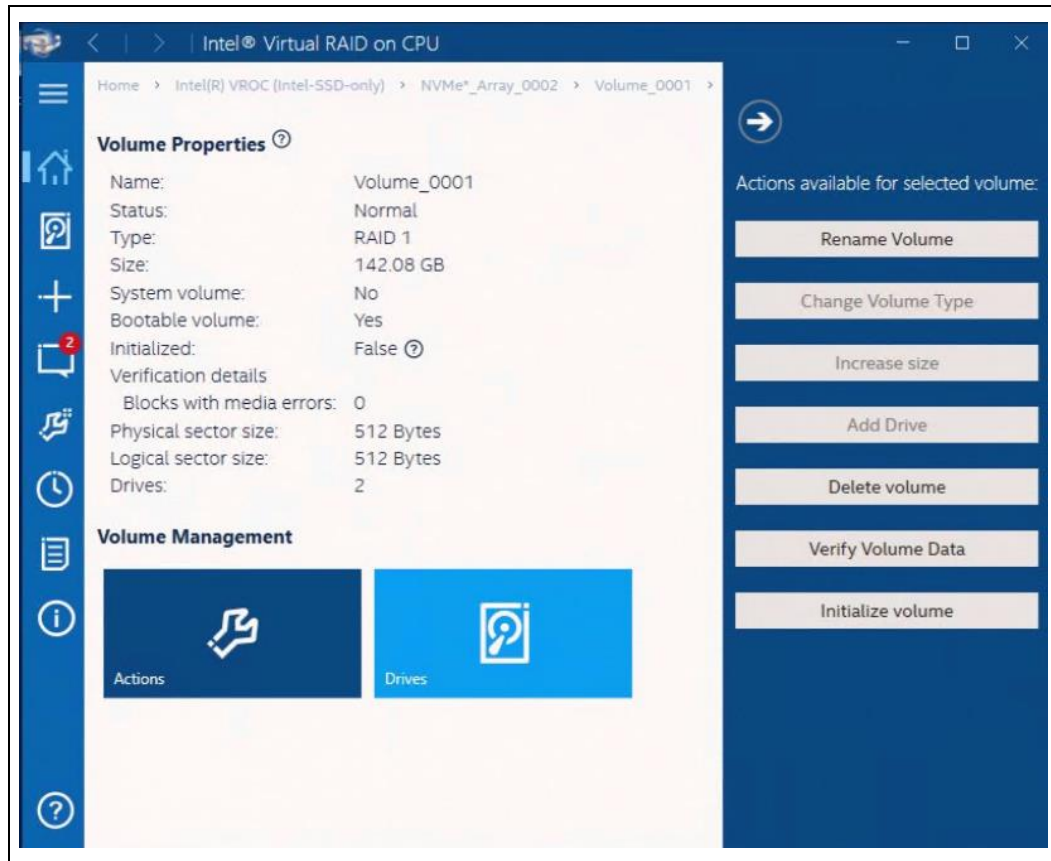 Intel® Virtual RAID on CPU
Home > Intel(R) VROC (Intel-SSD-only) > NVMe*_Array_0002 > Volume_0001 >
Volume Properties ?
Name: Volume_0001
Status: Normal
Type: RAID 1
Size: 142.08 GB
System volume: No
Bootable volume: Yes
Initialized: False ?
Verification details
Blocks with media errors: 0
Physical sector size: 512 Bytes
Logical sector size: 512 Bytes
Drives: 2
Volume Management
Actions
Drives
2
Actions available for selected volume:
Rename Volume
Change Volume Type
Increase size
Add Drive
Delete volume
Verify Volume Data
Initialize volume